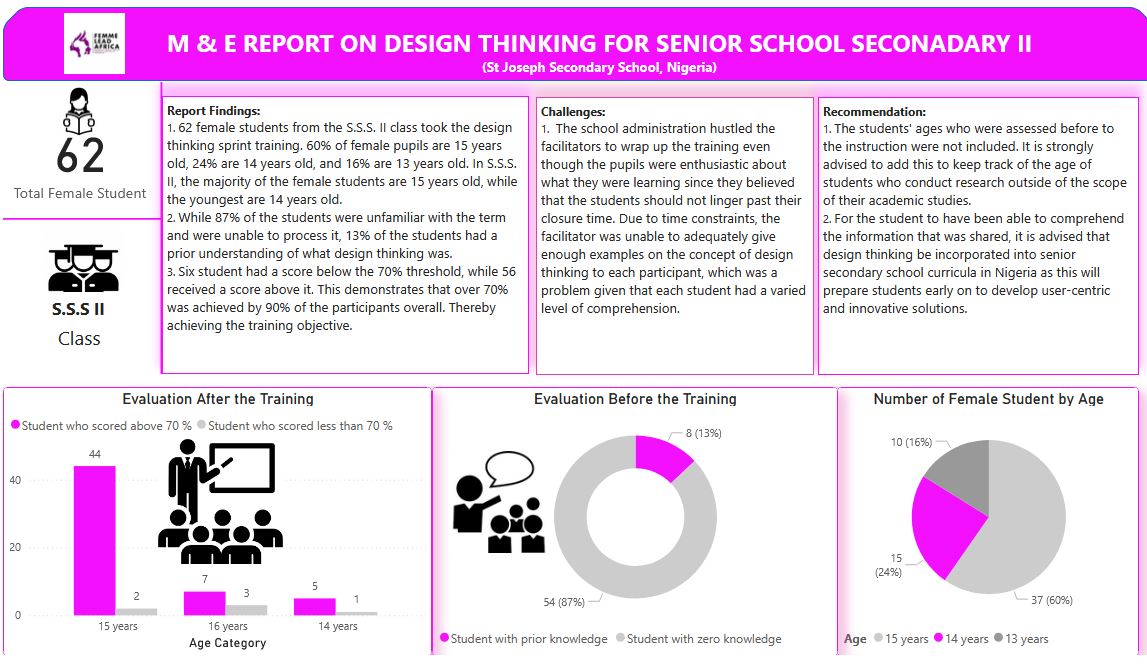 FEMME
LEAD
AFRICA
M & E REPORT ON DESIGN THINKING FOR SENIOR SCHOOL SECONADARY II
(St Joseph Secondary School, Nigeria)
62
Total Female Student
S.S.S II
Class
Report Findings:
1. 62 female students from the S.S.S. II class took the design
thinking sprint training. 60% of female pupils are 15 years
old, 24% are 14 years old, and 16% are 13 years old. In S.S.S.
II, the majority of the female students are 15 years old, while
the youngest are 14 years old.
2. While 87% of the students were unfamiliar with the term
and were unable to process it, 13% of the students had a
prior understanding of what design thinking was.
3. Six student had a score below the 70% threshold, while 56
received a score above it. This demonstrates that over 70%
was achieved by 90% of the participants overall. Thereby
achieving the training objective.
Challenges:
1. The school administration hustled the
facilitators to wrap up the training even
though the pupils were enthusiastic about
what they were learning since they believed
that the students should not linger past their
closure time. Due to time constraints, the
facilitator was unable to adequately give
enough examples on the concept of design
thinking to each participant, which was a
problem given that each student had a varied
level of comprehension.
Recommendation:
1. The students' ages who were assessed before to
the instruction were not included. It is strongly
advised to add this to keep track of the age of
students who conduct research outside of the scope
of their academic studies.
2. For the student to have been able to comprehend
the information that was shared, it is advised that
design thinking be incorporated into senior
secondary school curricula in Nigeria as this will
prepare students early on to develop user-centric
and innovative solutions.
Evaluation After the Training
Student who scored above 70 % Student who scored less than 70 %
44
40
20
0
2
7
3
5
1
15 years
16 years
14 years
Age Category
Evaluation Before the Training
8 (13%)
54 (87%)
Student with prior knowledge Student with zero knowledge
Number of Female Student by Age
10 (16%)
15
(24%)
37 (60%)
Age 15 years 14 years 13 years